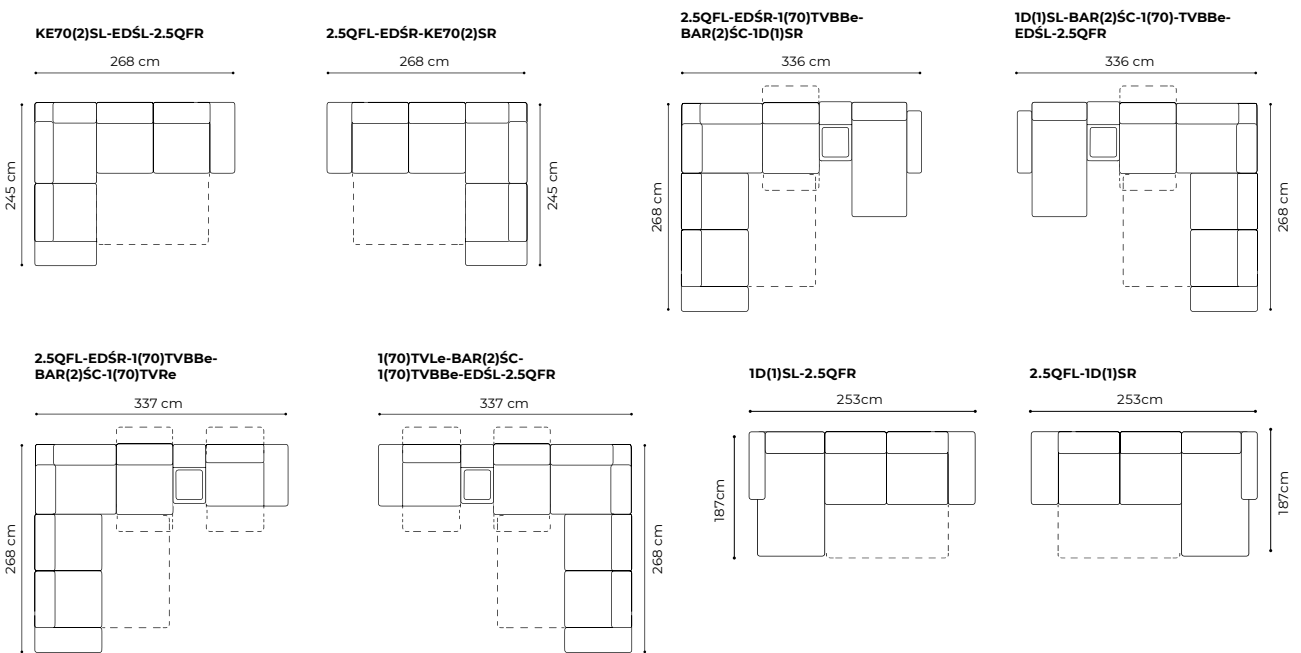 KE70(2)SL-EDŚL-2.5QFR
268 cm
245 cm
2.5QFL-EDŚR-KE70(2)SR
268 cm
245 cm
2.5QFL-EDŚR-1(70)TVBBe-
BAR(2)ŚC-1D(1)SR
336 cm
268 cm
1D(1)SL-BAR(2)ŚC-1(70)-TVBBe-
EDŚL-2.5QFR
336 cm
268 cm
2.5QFL-EDŚR-1(70)TVBBe-
BAR(2)ŚC-1(70)TVRe
337 cm
268 cm
1(70)TVLe-BAR(2)ŚC-
1(70)TVBBe-EDŚL-2.5QFR
337 cm
268 cm
1D(1)SL-2.5QFR
253cm
187cm
2.5QFL-1D(1)SR
253cm
187cm